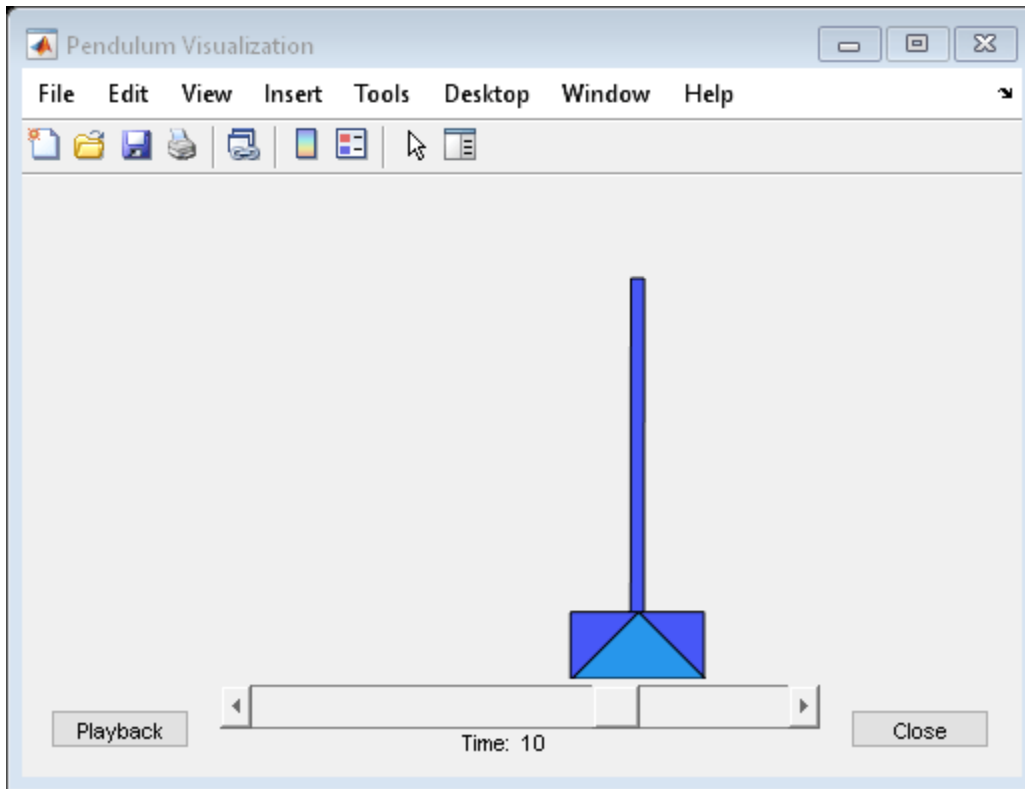 Pendulum Visualization
File Edit View Insert Tools Desktop Window Help
Playback
Time: 10
Close